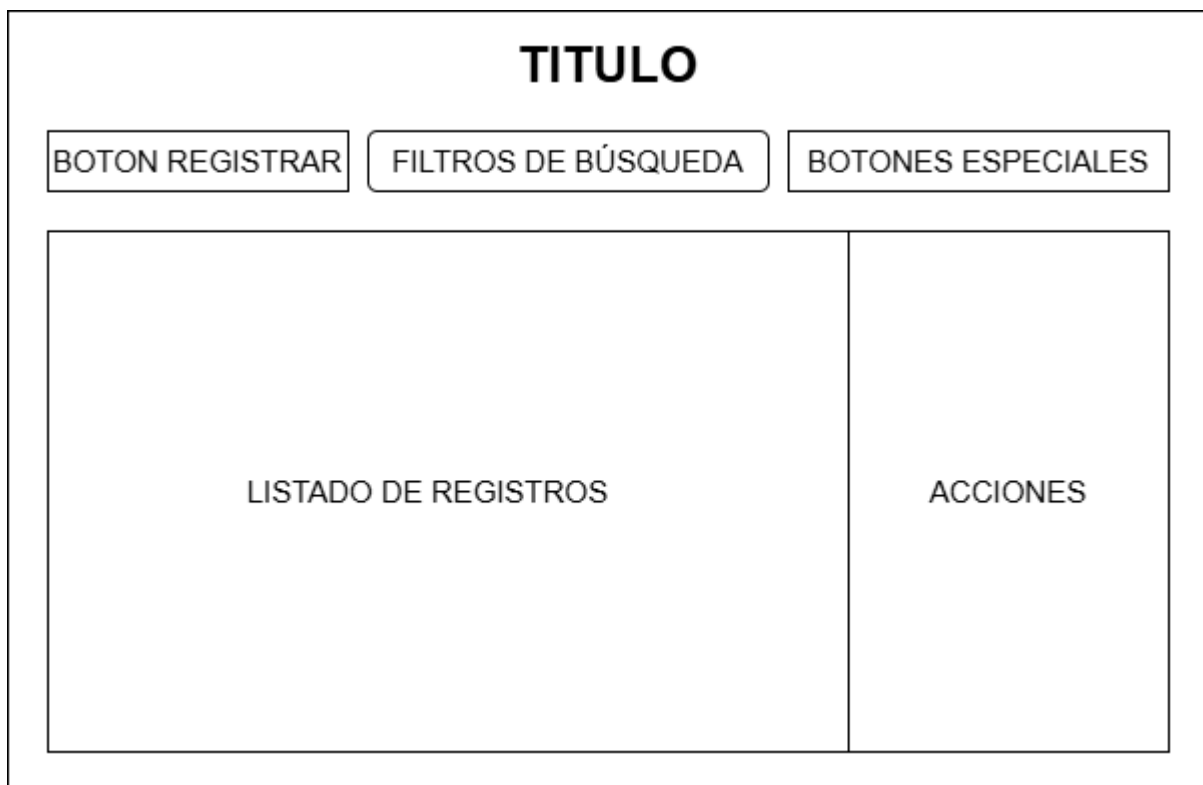 TITULO
BOTON REGISTRAR
FILTROS DE BÚSQUEDA
BOTONES ESPECIALES
LISTADO DE REGISTROS
ACCIONES